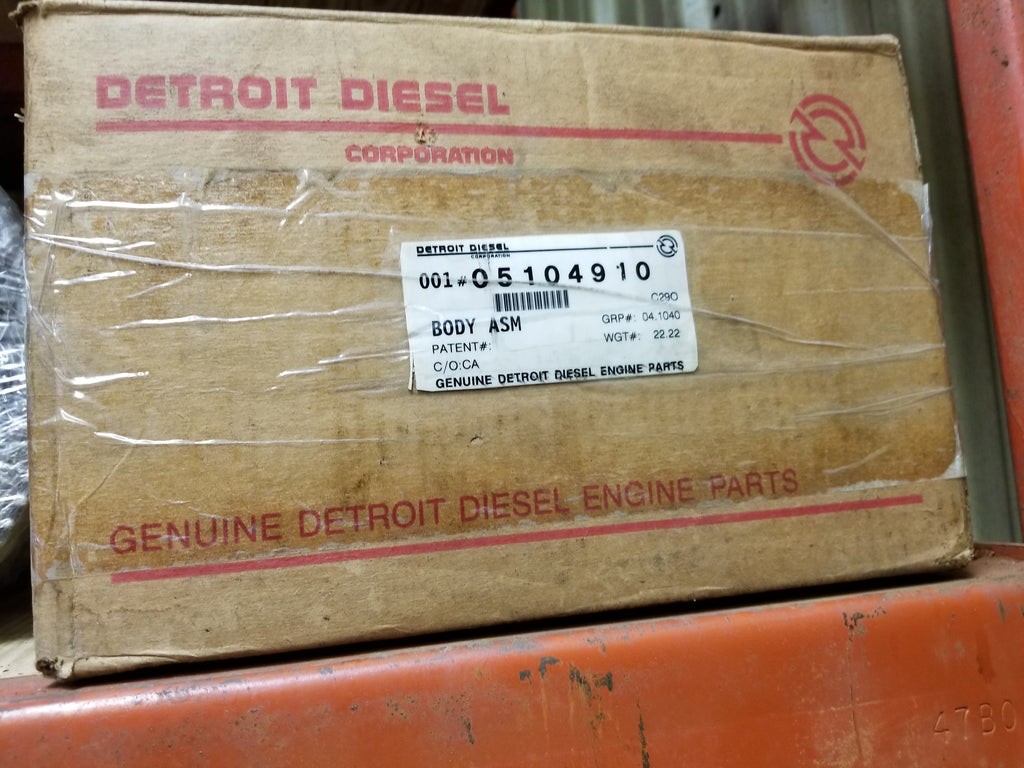 DETROIT DIESEL
CORPORATION
DETROIT DIESEL
CORPORATION
001# 05104910
C290
BODY ASM
GRP#: 04.1040
PATENT#:
WGT#: 22.22
C/O:CA
GENUINE DETROIT DIESEL ENGINE PARTS
GENUINE DETROIT DIESEL ENGINE PARTS
47B0